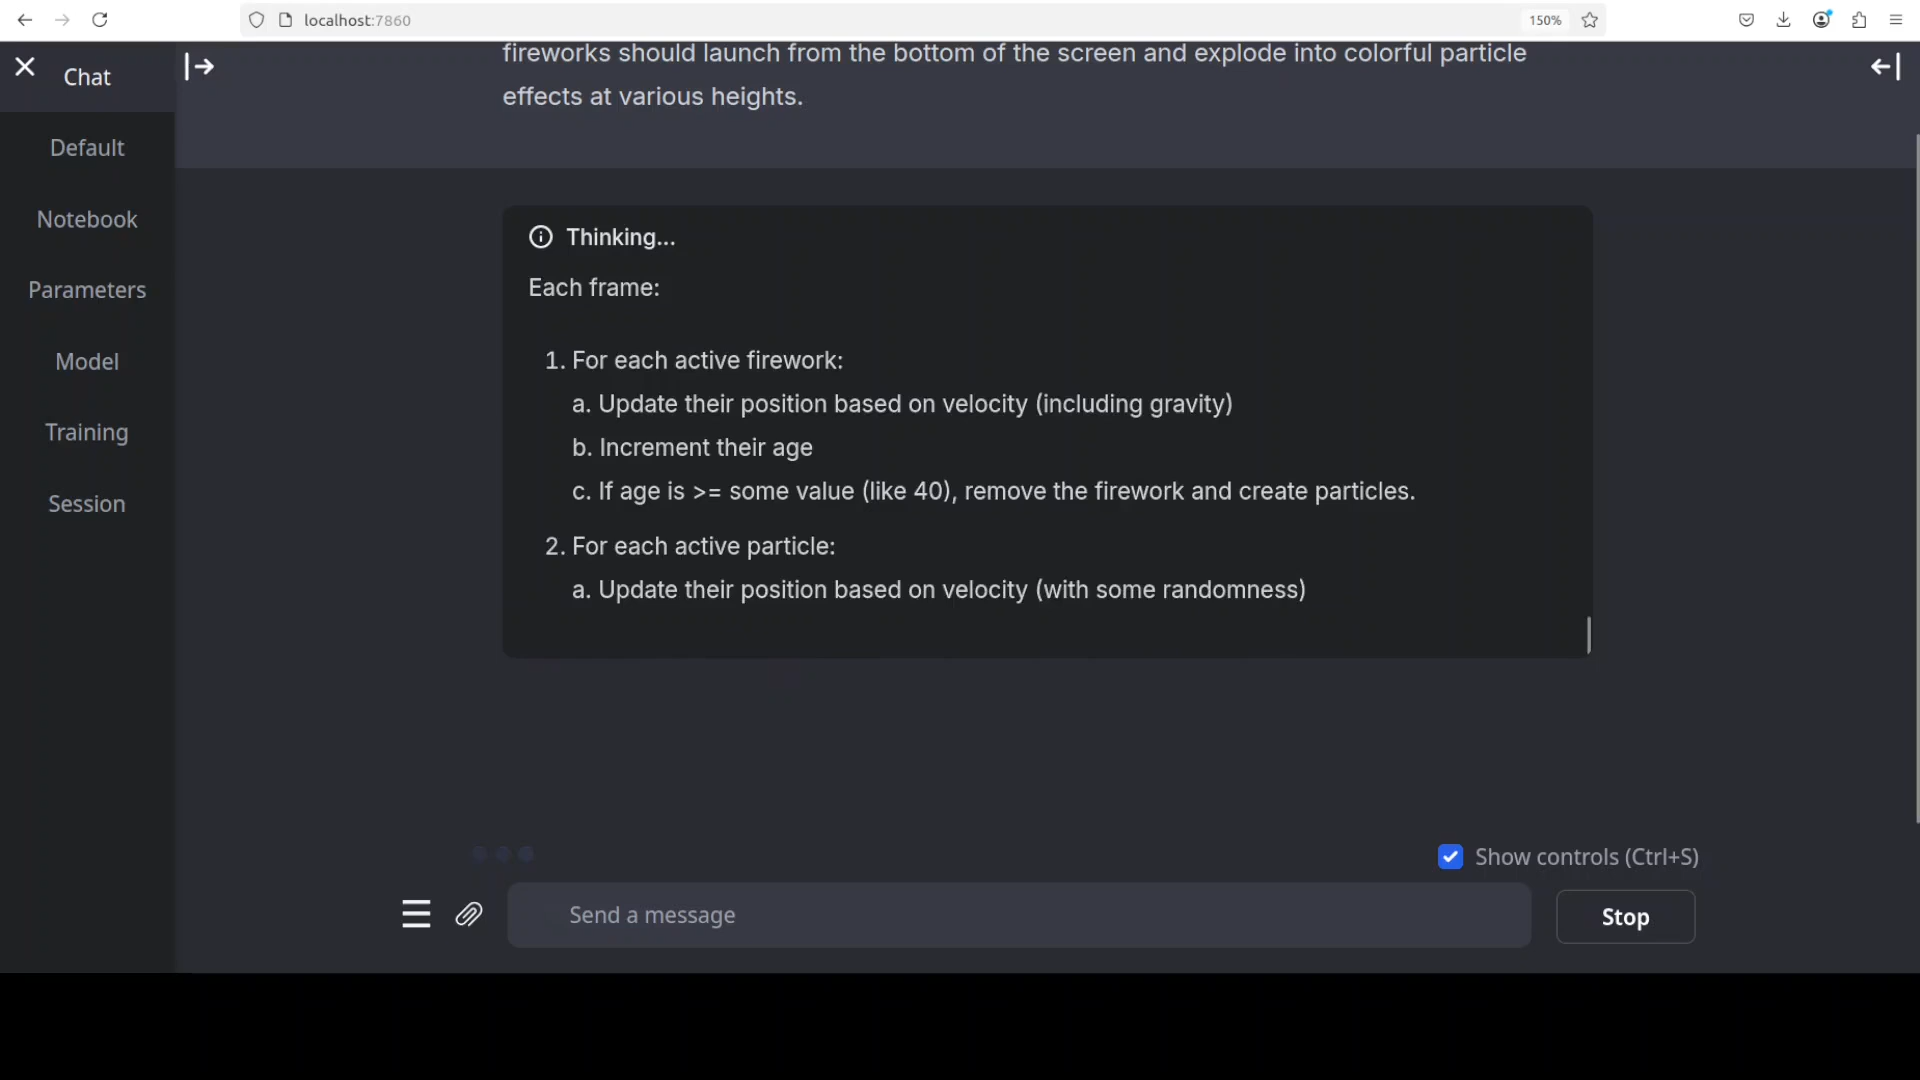 localhost:7860
150%
Chat
Default
Notebook
Parameters
Model
Training
Session
fireworks should launch from the bottom of the screen and explode into colorful particle
effects at various heights.
Thinking...
Each frame:
1. For each active firework:
a. Update their position based on velocity (including gravity)
b. Increment their age
c. If age is >= some value (like 40), remove the firework and create particles.
2. For each active particle:
a. Update their position based on velocity (with some randomness)
Show controls (Ctrl+S)
Send a message
Stop